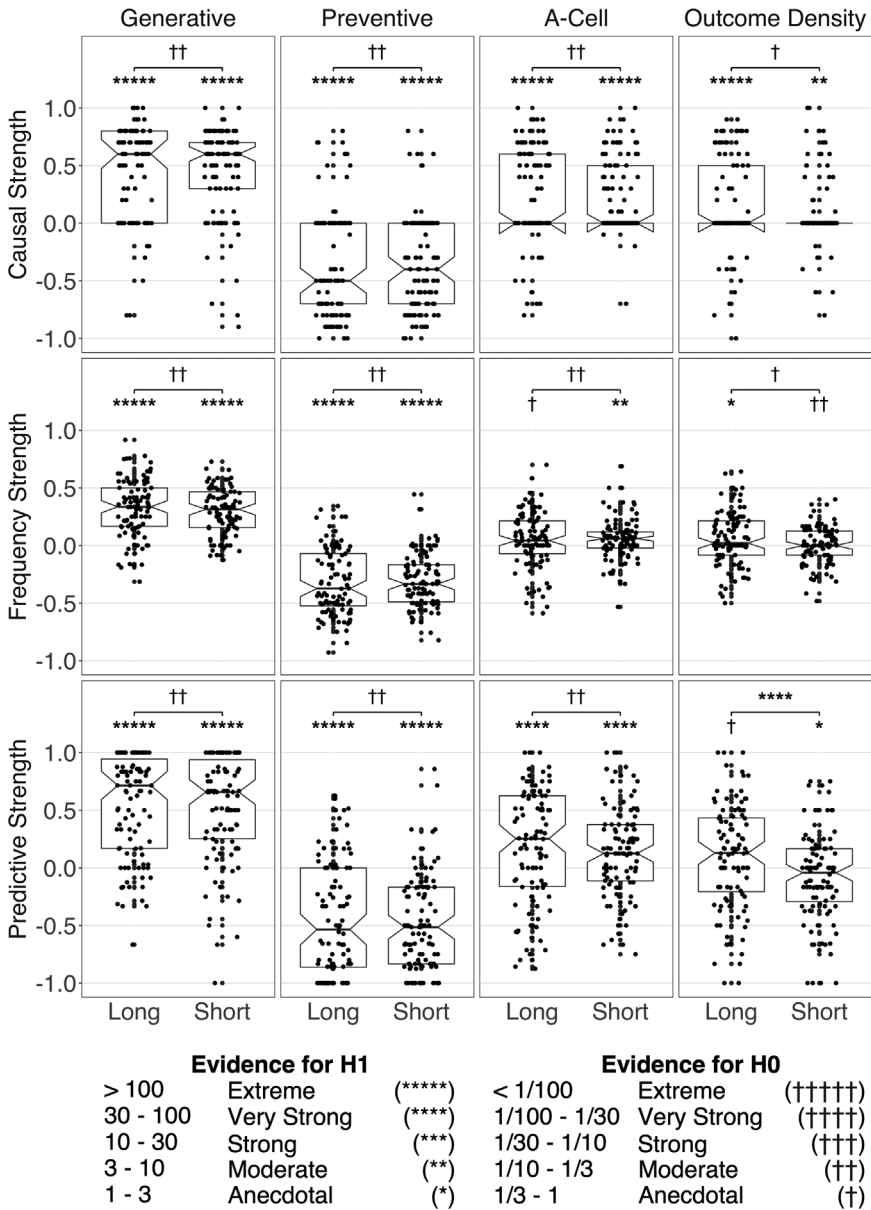 Generative Preventive A-Cell Outcome Density
†† †† †† †
***** ***** ***** ***** ***** ***** ***** **
Causal Strength
1.0
0.5
0.0
-0.5
-1.0
†† †† †† †
***** ***** ***** ***** † ** * ††
Frequency Strength
1.0
0.5
0.0
-0.5
-1.0
†† †† †† ****
***** ***** ***** ***** **** **** † *
Predictive Strength
1.0
0.5
0.0
-0.5
-1.0
Long Short Long Short Long Short Long Short
Evidence for H1 Evidence for H0
> 100 Extreme (*****) < 1/100 Extreme (†††††)
30 - 100 Very Strong (****) 1/100 - 1/30 Very Strong (††††)
10 - 30 Strong (***) 1/30 - 1/10 Strong (†††)
3 - 10 Moderate (**) 1/10 - 1/3 Moderate (††)
1 - 3 Anecdotal (*) 1/3 - 1 Anecdotal (†)